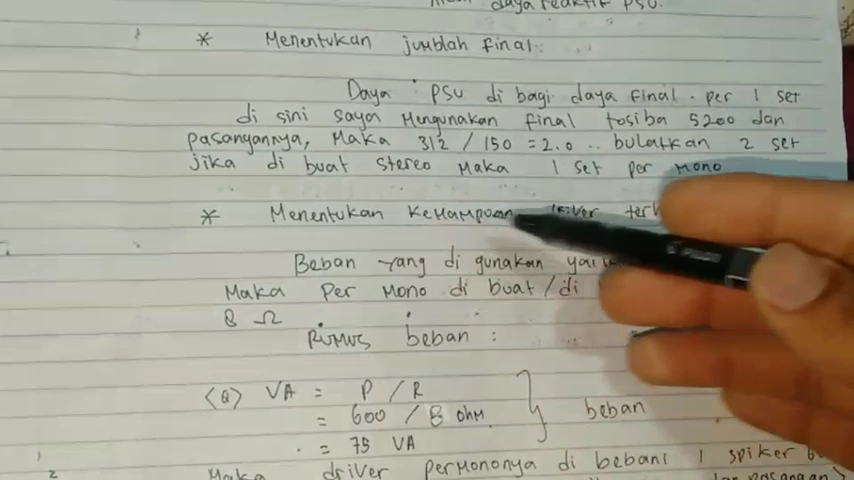 daya reaktif PSU.
* Menentukan jumblah final:
Daya PSU di bagi daya final. per 1 set
di sini saya Mengunakan final tosiba 5200 dan
pasangannya, Maka 312 / 150 = 2.0 .. bulatkan 2 set
jika di buat stereo Maka 1 set per mono
* Menentukan Kemampuan driver
Beban yang di gunakan
Maka Per Mono di buat / di
8 Ω
Rumus beban :
<Q> VA = P / R
= 600 / 8 ohm
beban
= 75 VA
Maka driver permononya di bebani 1 spiker